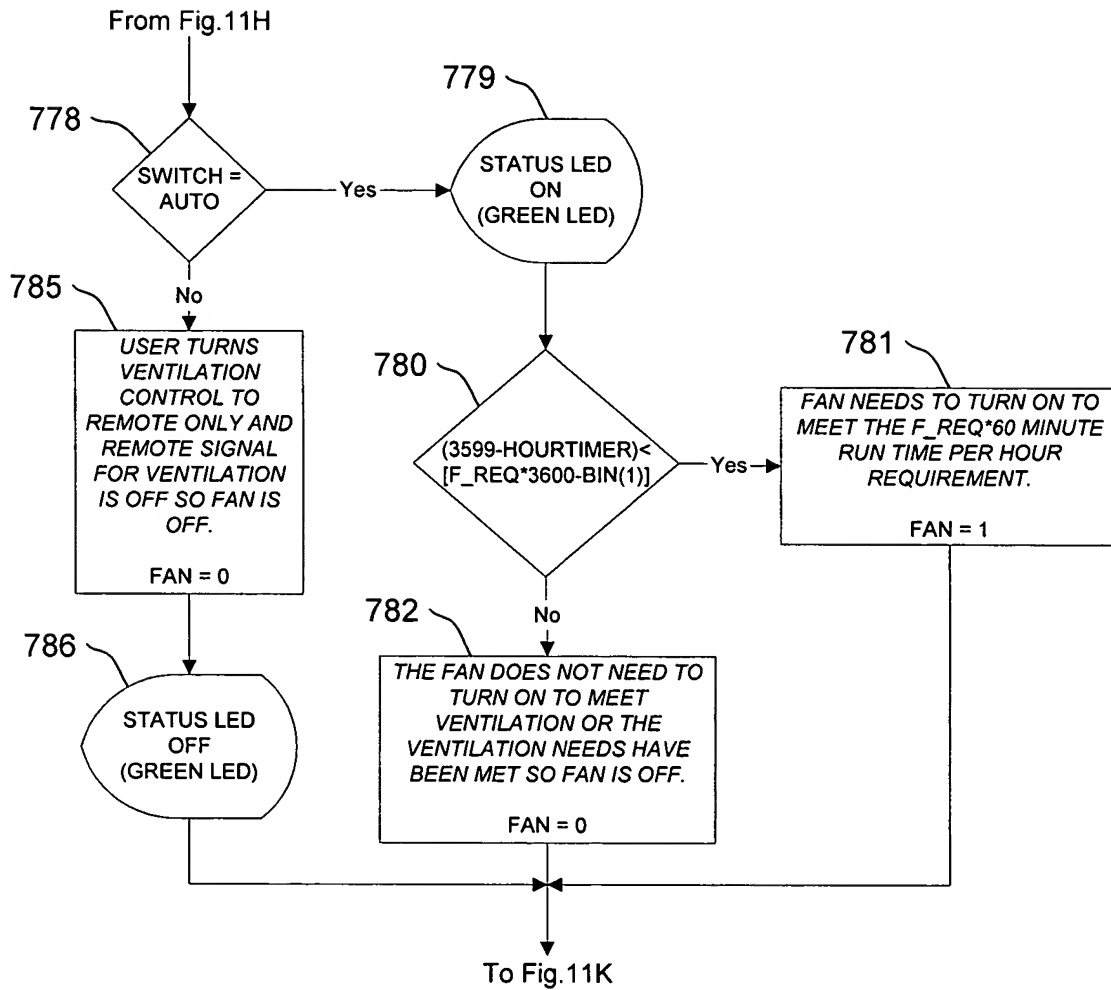 From Fig.11H
778
SWITCH =
AUTO
Yes
779
STATUS LED
ON
(GREEN LED)
No
785
USER TURNS
VENTILATION
CONTROL TO
REMOTE ONLY AND
REMOTE SIGNAL
FOR VENTILATION
IS OFF SO FAN IS
OFF.
FAN = 0
780
(3599-HOURTIMER)<
[F_REQ*3600-BIN(1)]
Yes
781
FAN NEEDS TO TURN ON TO
MEET THE F_REQ*60 MINUTE
RUN TIME PER HOUR
REQUIREMENT.
FAN = 1
No
782
THE FAN DOES NOT NEED TO
TURN ON TO MEET
VENTILATION OR THE
VENTILATION NEEDS HAVE
BEEN MET SO FAN IS OFF.
FAN = 0
786
STATUS LED
OFF
(GREEN LED)
To Fig.11K